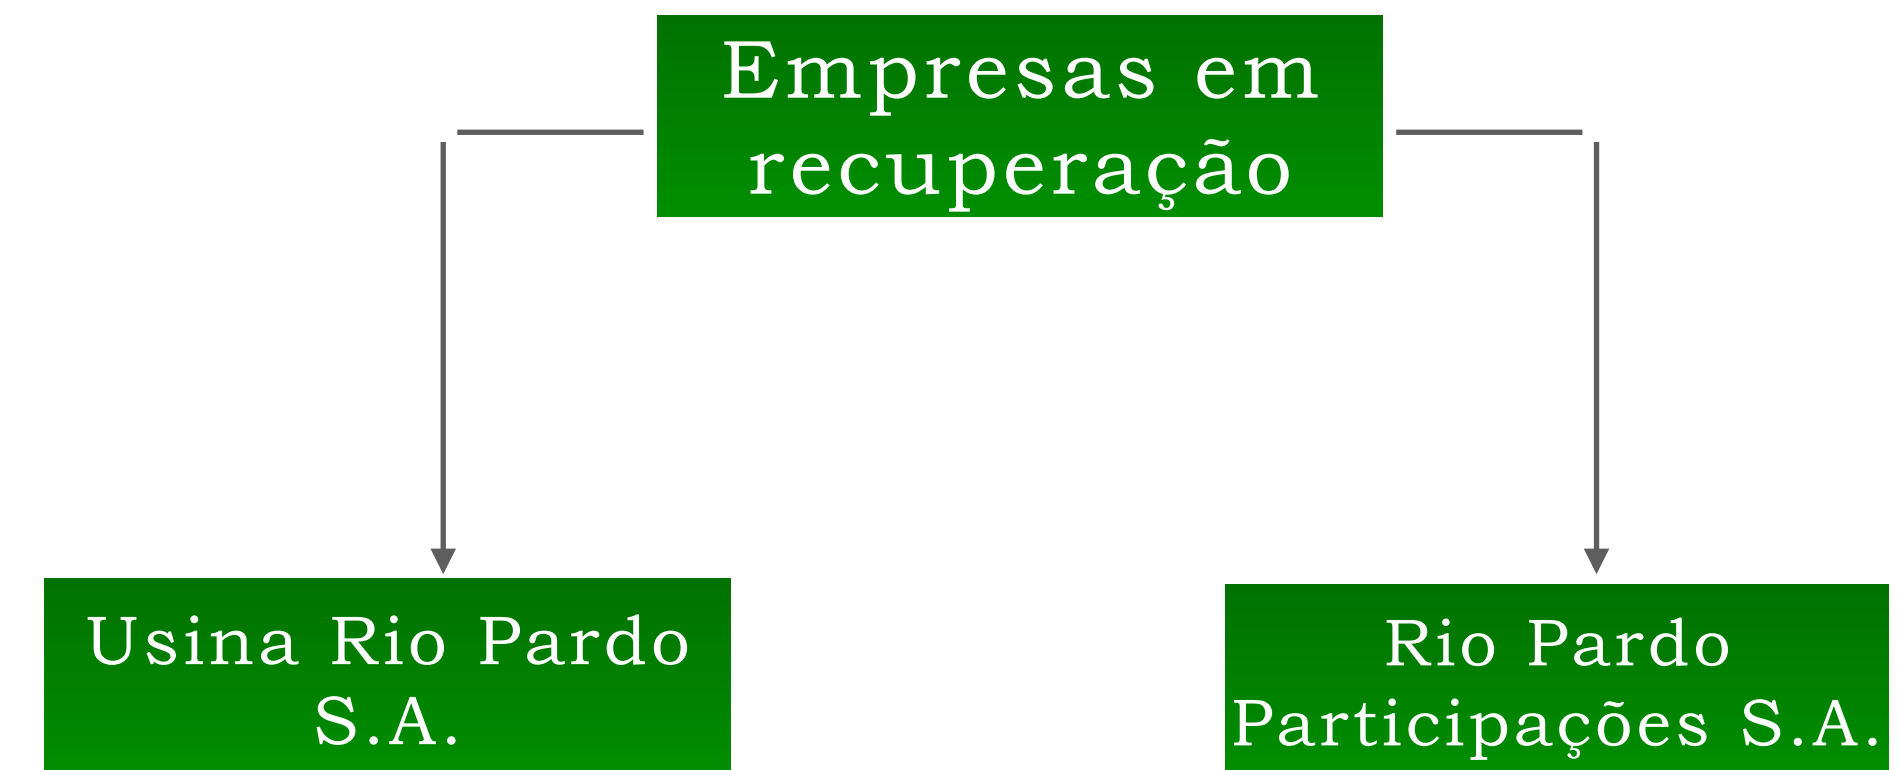 Empresas em
recuperação
Usina Rio Pardo
S.A.
Rio Pardo
Participações S.A.